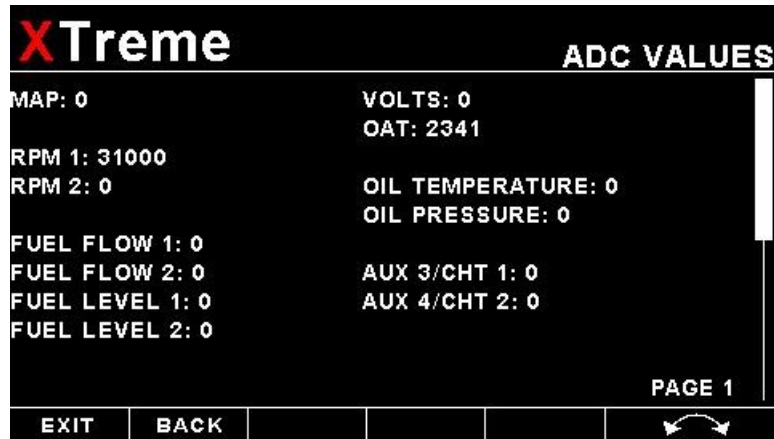 XTreme
ADC VALUES
MAP: 0
VOLTS: 0
OAT: 2341
RPM 1: 31000
RPM 2: 0
OIL TEMPERATURE: 0
OIL PRESSURE: 0
FUEL FLOW 1: 0
FUEL FLOW 2: 0
AUX 3/CHT 1: 0
FUEL LEVEL 1: 0
AUX 4/CHT 2: 0
FUEL LEVEL 2: 0
PAGE 1
EXIT
BACK